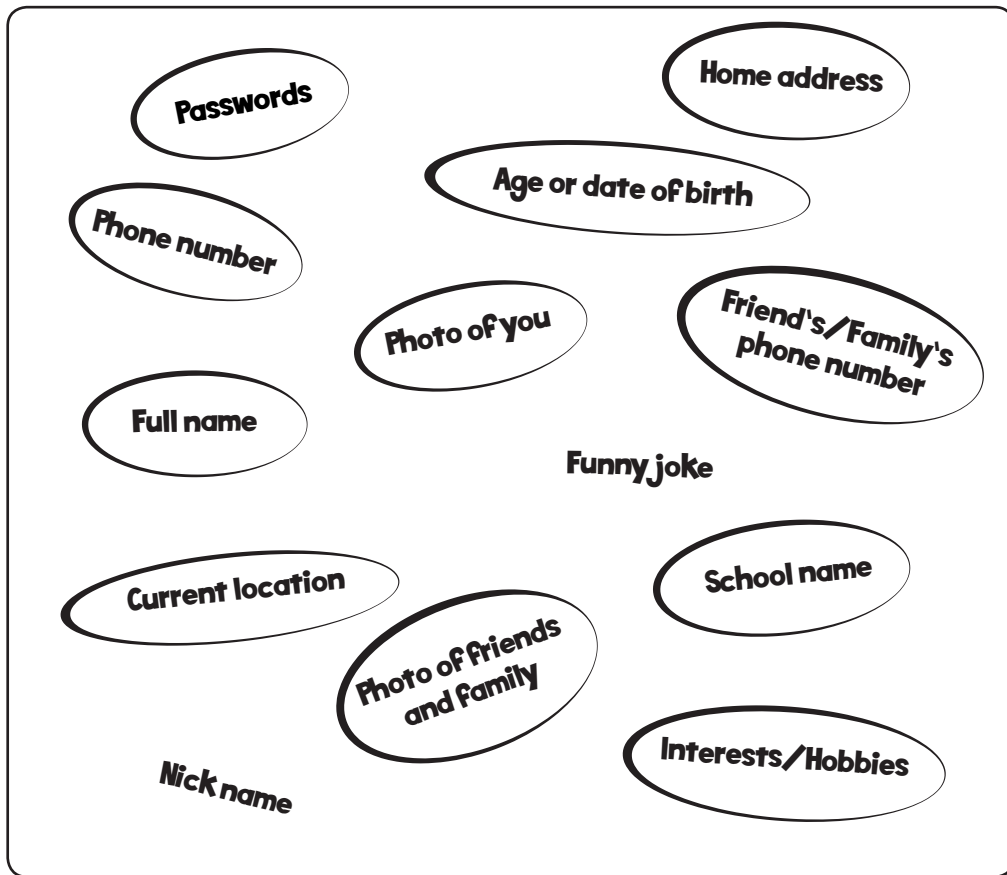 Home address
Passwords
Age or date of birth
Phone number
Photo of you
Friend's/Family's
phone number
Full name
Funny joke
School name
Current location
Photo of friends
and family
Interests/Hobbies
Nick name